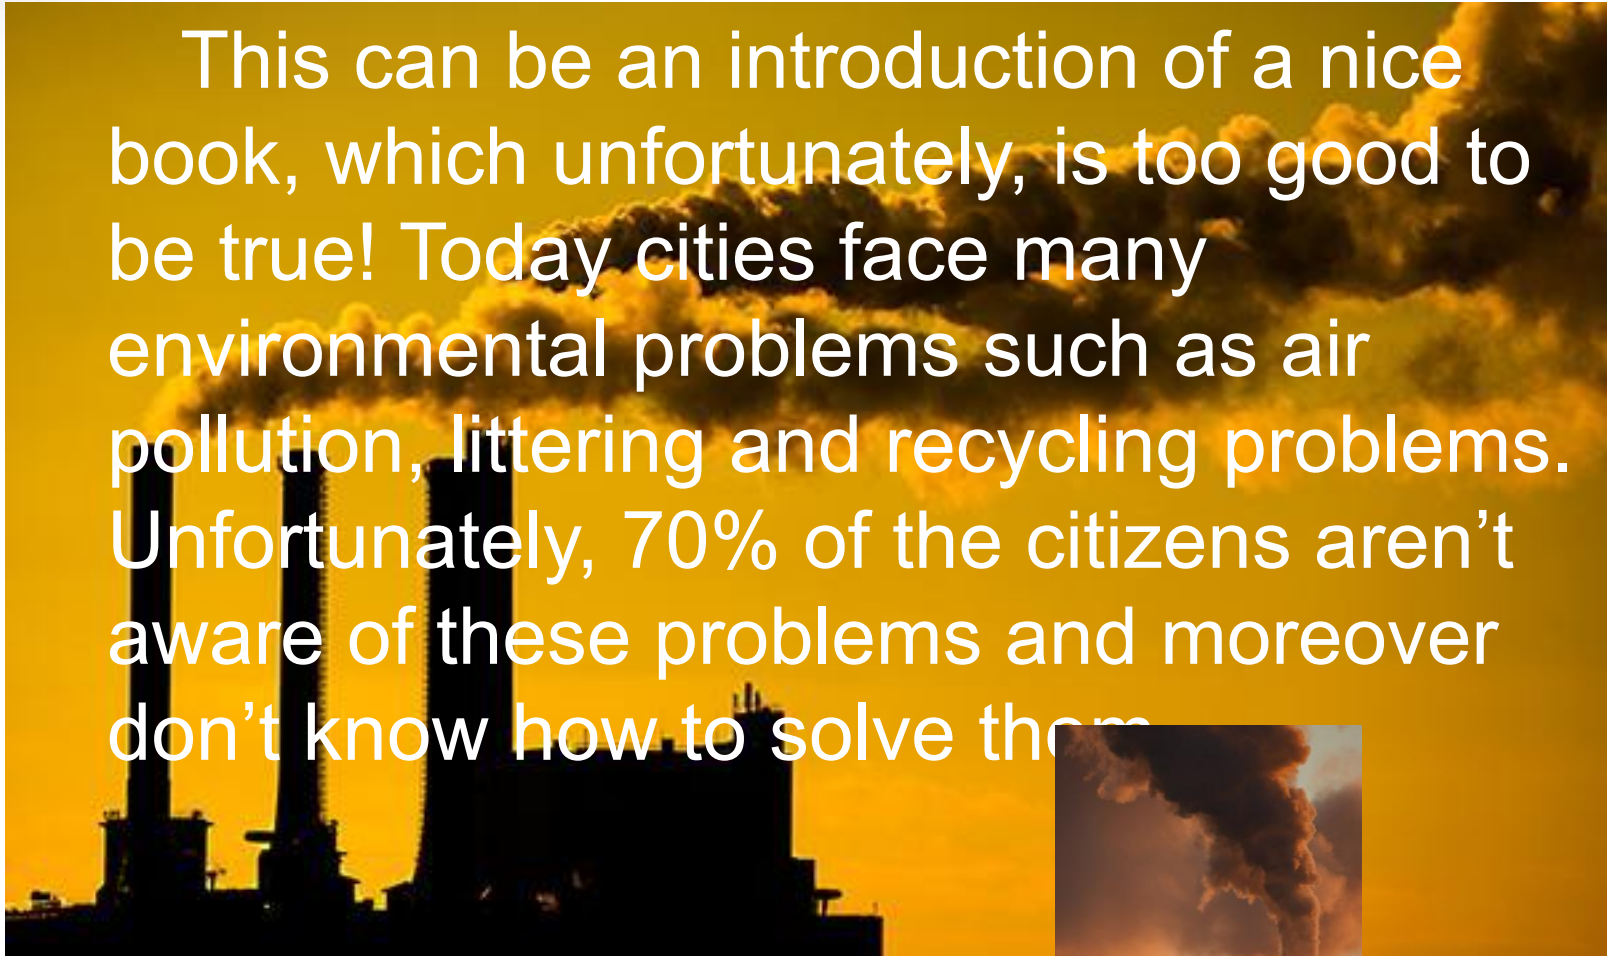 This can be an introduction of a nice
book, which unfortunately, is too good to
be true! Today cities face many
environmental problems such as air
pollution, littering and recycling problems.
Unfortunately, 70% of the citizens aren’t
aware of these problems and moreover
don’t know how to solve them